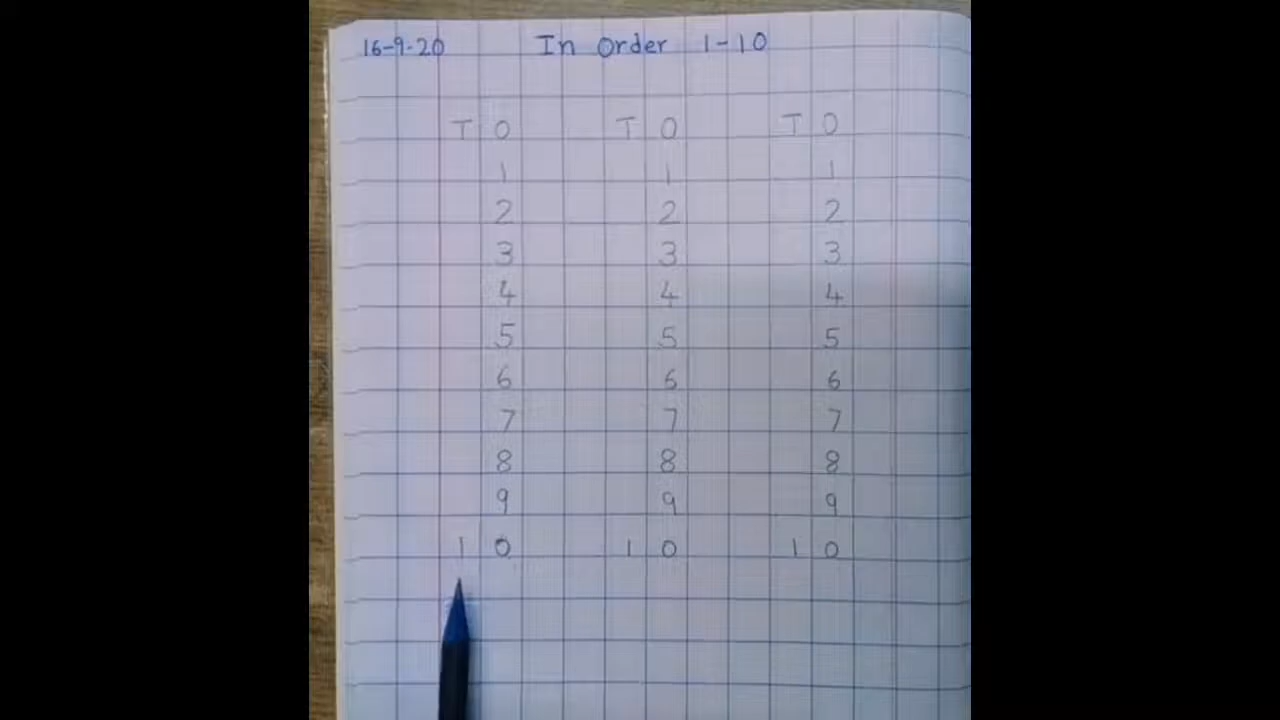 16-9-20 In Order 1-10
T O T O T O
1 1 1
2 2 2
3 3 3
4 4 4
5 5 5
6 6 6
7 7 7
8 8 8
9 9 9
1 0 1 0 1 0